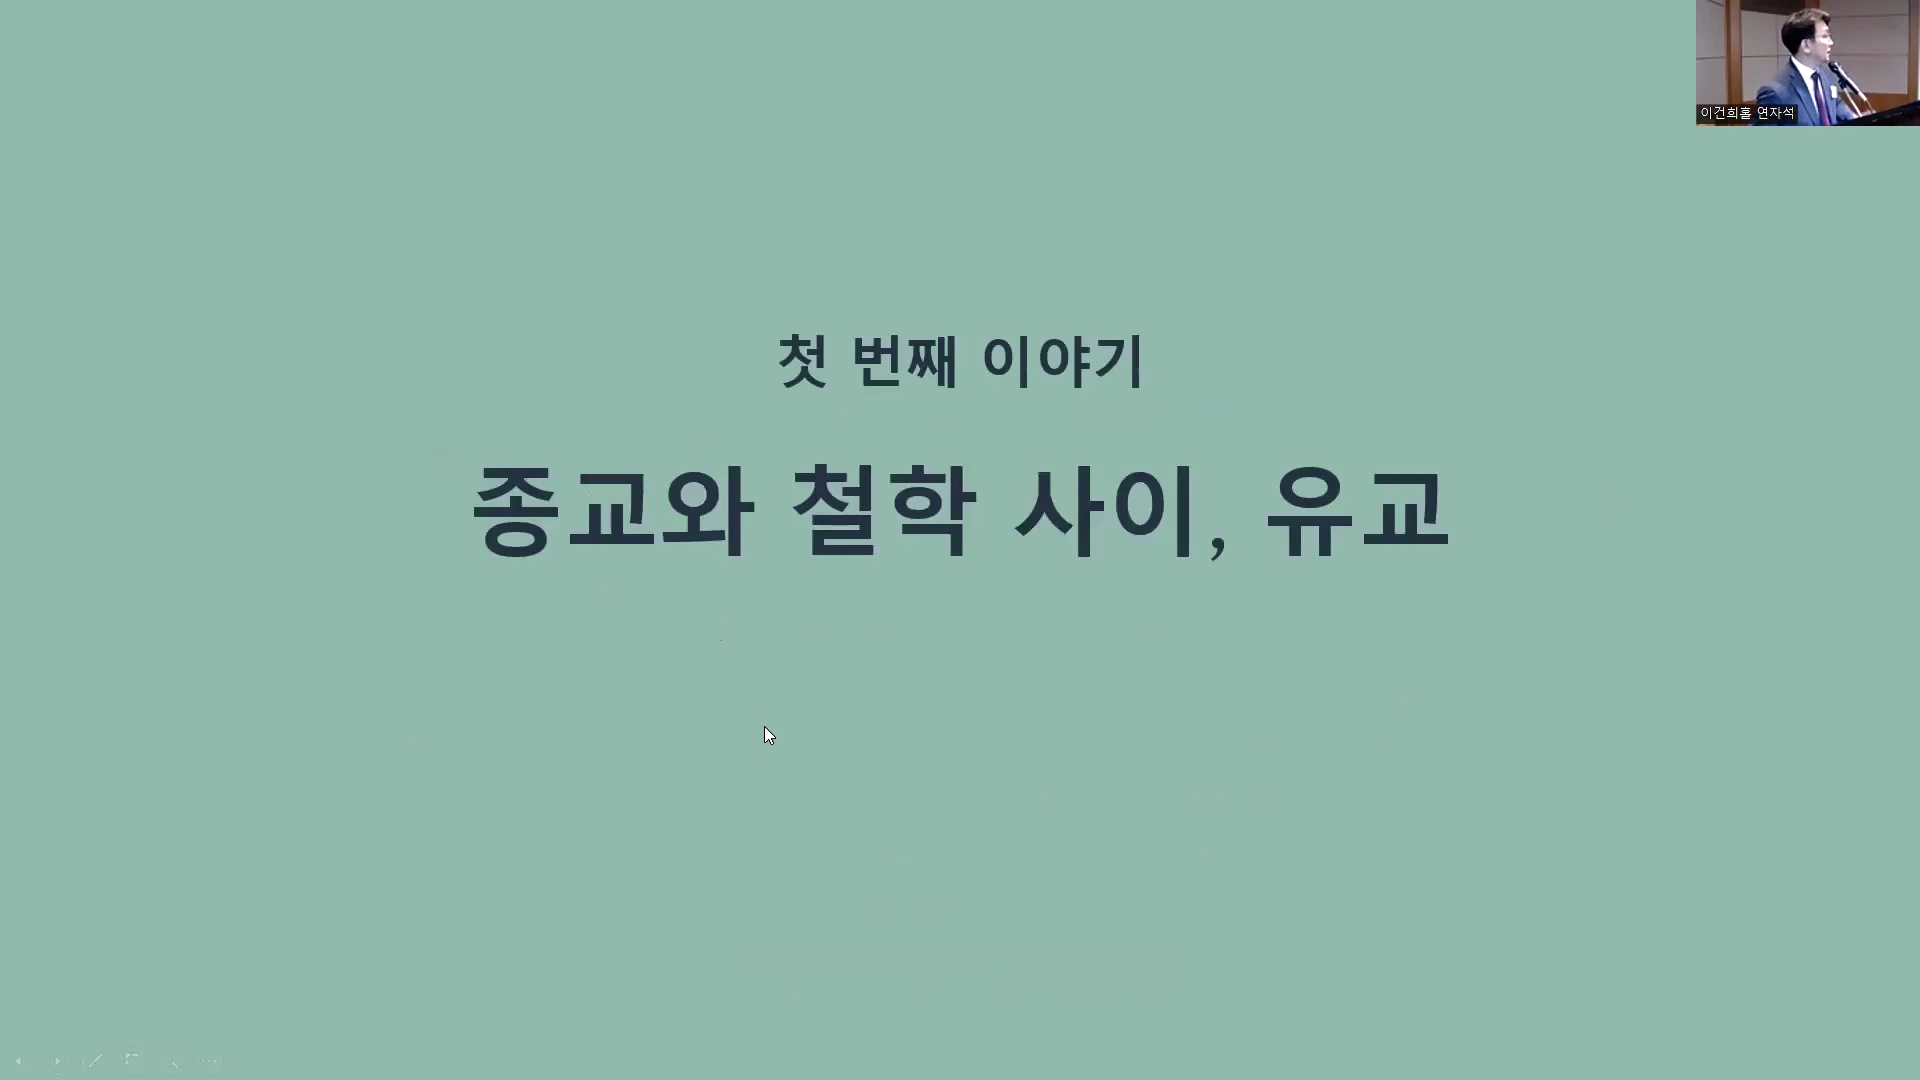 이건희홀 연자석
첫 번째 이야기
종교와 철학 사이, 유교